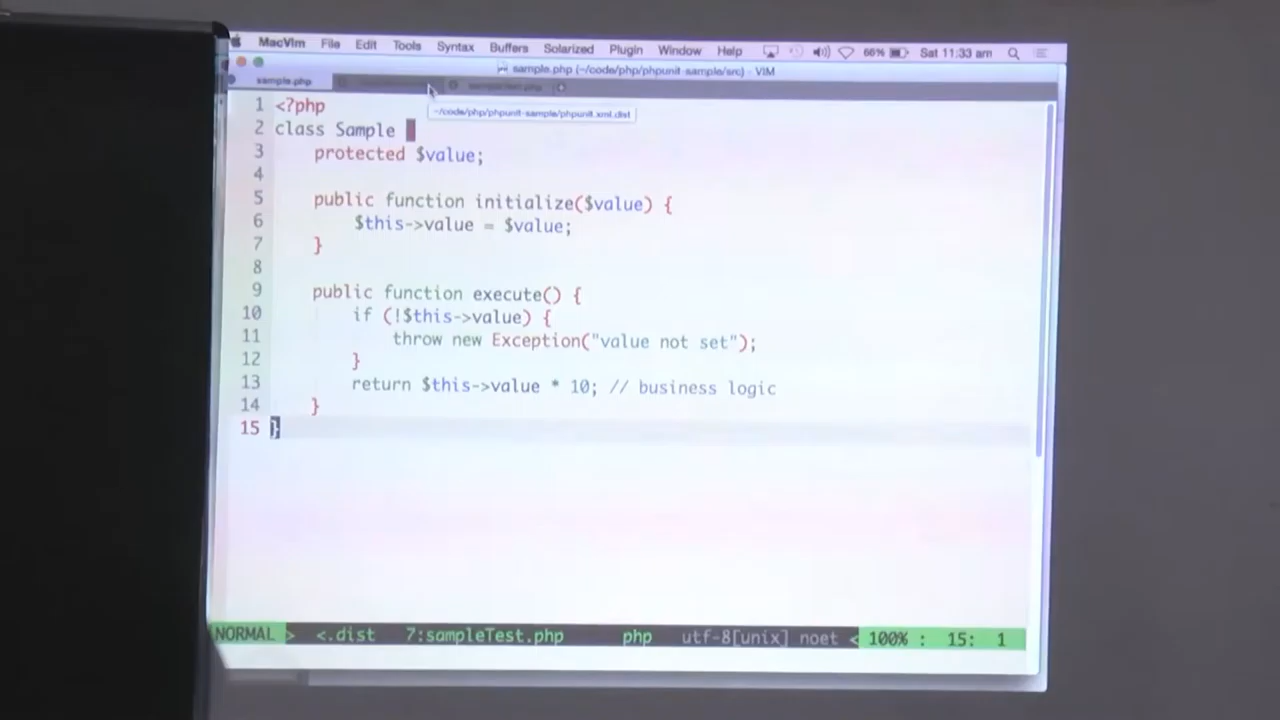 MacVim File Edit Tools Syntax Buffers Solarized Plugin Window Help 66% Sat 11:33 am
sample.php (~/code/php/phpunit-sample/src) - VIM
sample.php
~/code/php/phpunit-sample/phpunit.xml.dist
1 <?php
2 class Sample
3 protected $value;
4
5 public function initialize($value) {
6 $this->value = $value;
7 }
8
9 public function execute() {
10 if (!$this->value) {
11 throw new Exception("value not set");
12 }
13 return $this->value * 10; // business logic
14 }
15 }
NORMAL > <.dist 7:sampleTest.php php utf-8[unix] noet < 100% : 15: 1